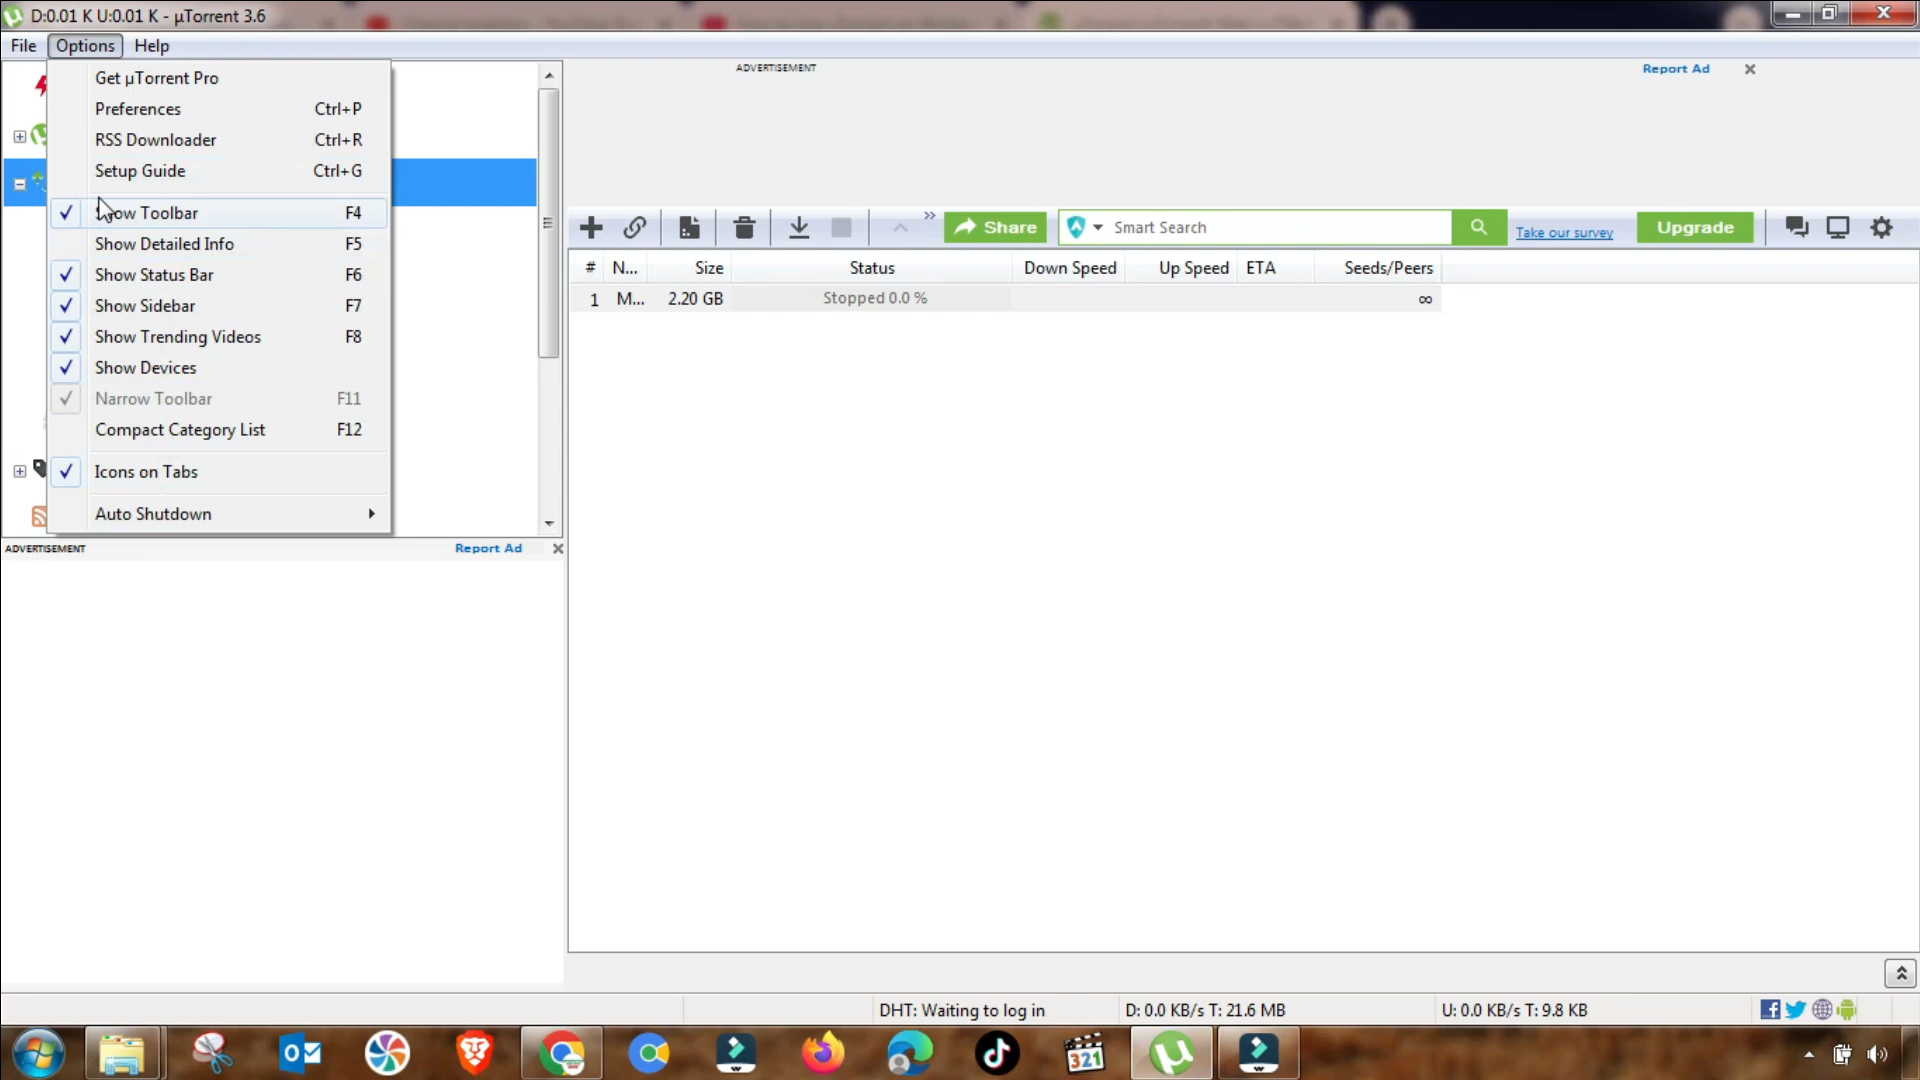 D:0.01 K U:0.01 K - µTorrent 3.6
File Options Help
Get µTorrent Pro
Preferences Ctrl+P
RSS Downloader Ctrl+R
Setup Guide Ctrl+G
Show Toolbar F4
Show Detailed Info F5
Show Status Bar F6
Show Sidebar F7
Show Trending Videos F8
Show Devices
Narrow Toolbar F11
Compact Category List F12
Icons on Tabs
Auto Shutdown
ADVERTISEMENT Report Ad
ADVERTISEMENT Report Ad
Share Smart Search Take our survey Upgrade
# N... Size Status Down Speed Up Speed ETA Seeds/Peers
1 M... 2.20 GB Stopped 0.0 % ∞
DHT: Waiting to log in D: 0.0 KB/s T: 21.6 MB U: 0.0 KB/s T: 9.8 KB
321